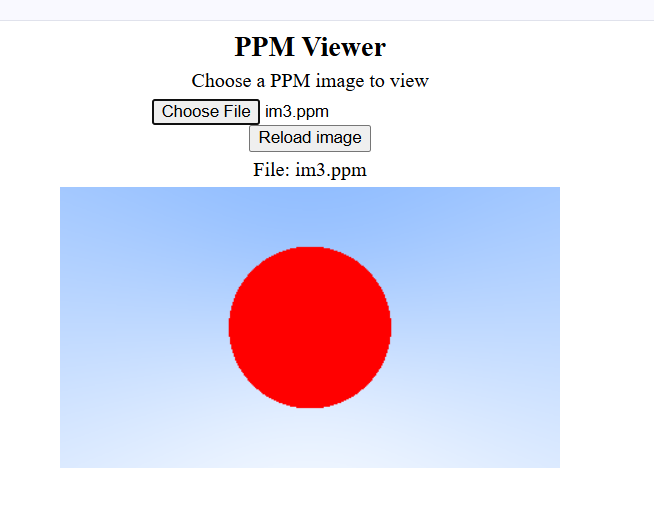 PPM Viewer
Choose a PPM image to view
Choose File im3.ppm
Reload image
File: im3.ppm